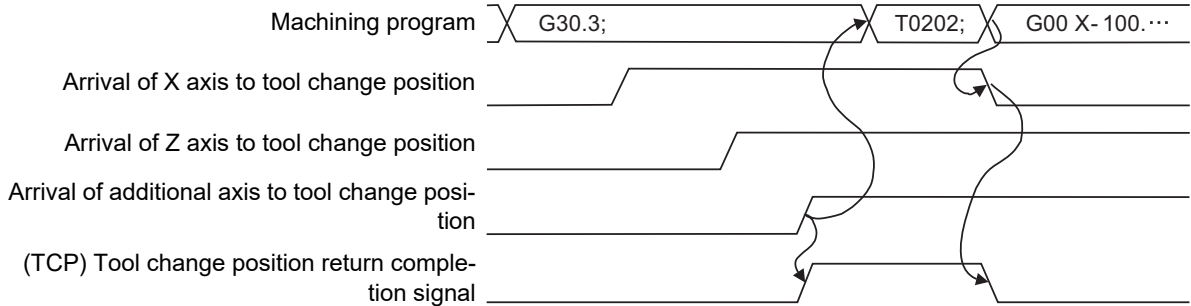 Machining program
G30.3;
T0202;
G00 X- 100. ···
Arrival of X axis to tool change position
Arrival of Z axis to tool change position
Arrival of additional axis to tool change posi-
tion
(TCP) Tool change position return comple-
tion signal